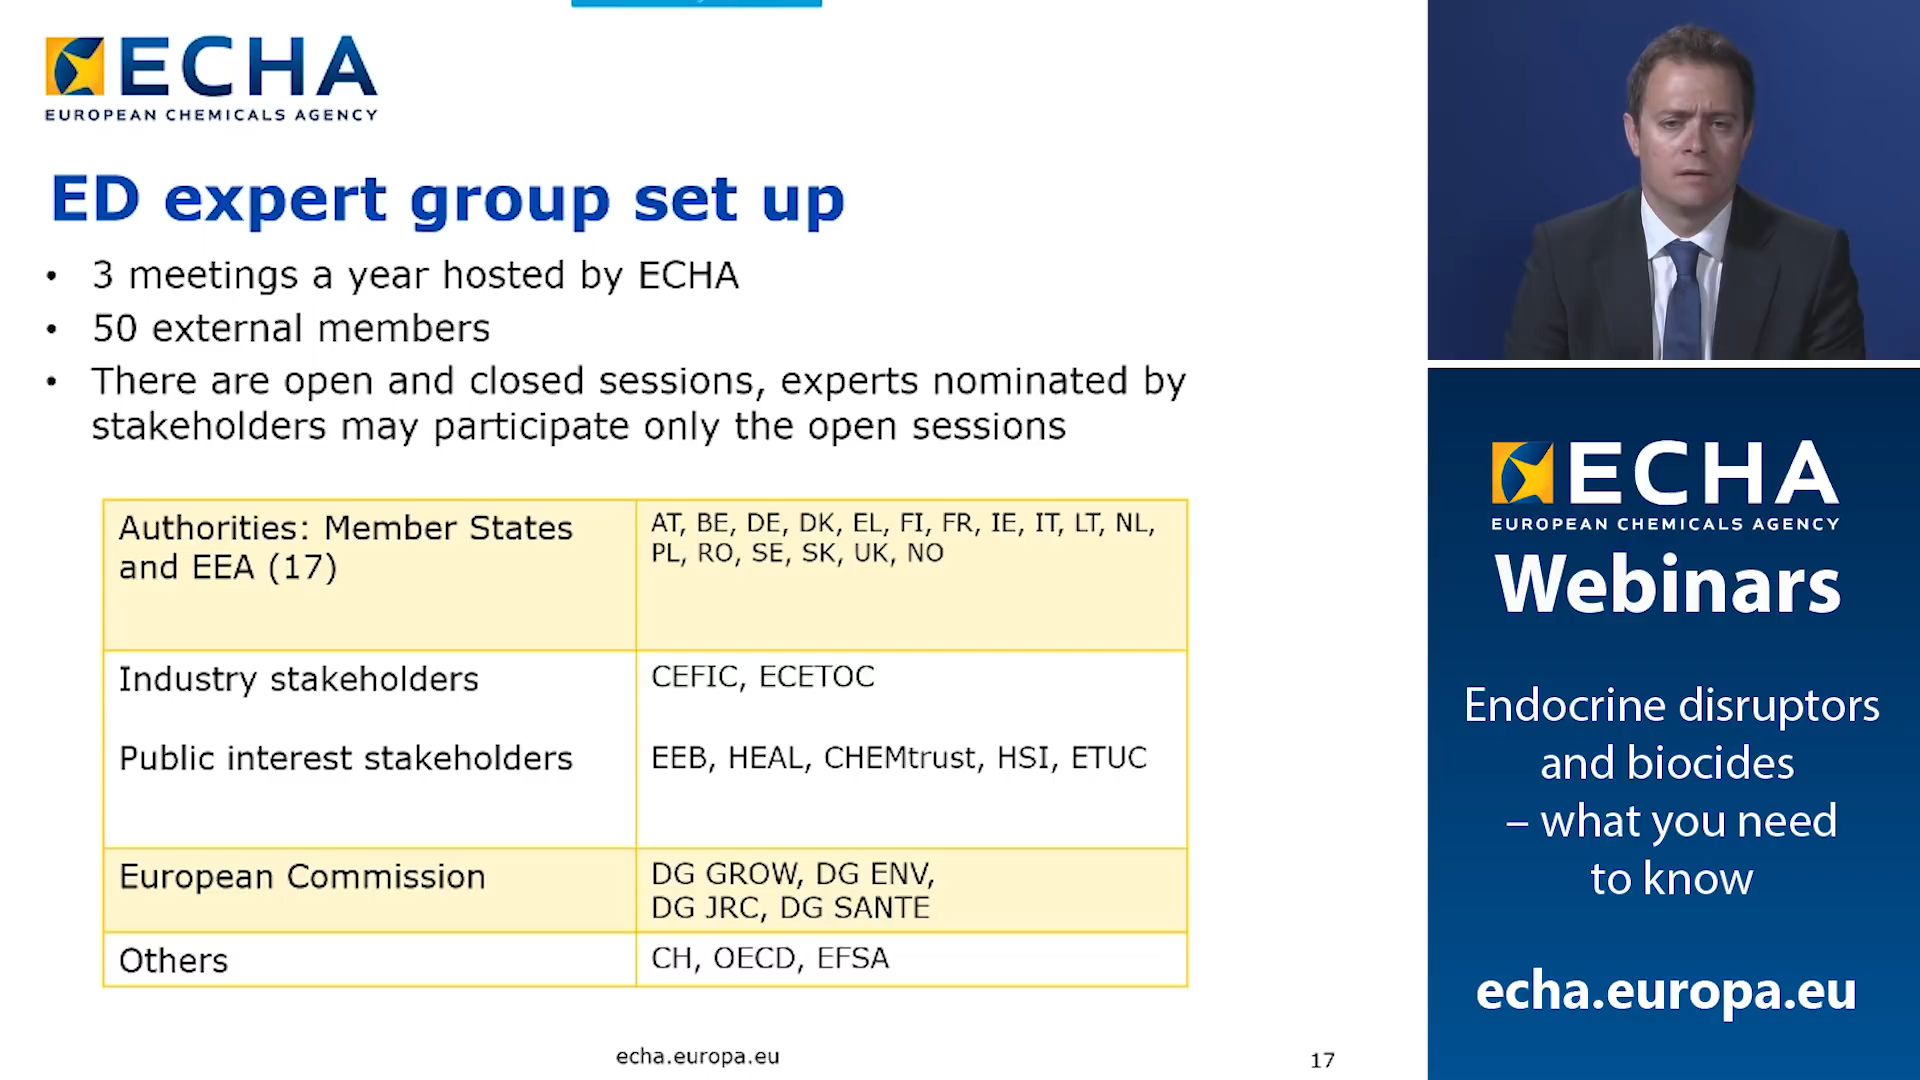 ECHA
EUROPEAN CHEMICALS AGENCY
ED expert group set up
• 3 meetings a year hosted by ECHA
• 50 external members
• There are open and closed sessions, experts nominated by
stakeholders may participate only the open sessions
Authorities: Member States
and EEA (17)
AT, BE, DE, DK, EL, FI, FR, IE, IT, LT, NL,
PL, RO, SE, SK, UK, NO
Industry stakeholders
CEFIC, ECETOC
Public interest stakeholders
EEB, HEAL, CHEMtrust, HSI, ETUC
European Commission
DG GROW, DG ENV,
DG JRC, DG SANTE
Others
CH, OECD, EFSA
echa.europa.eu
17
ECHA
EUROPEAN CHEMICALS AGENCY
Webinars
Endocrine disruptors
and biocides
– what you need
to know
echa.europa.eu